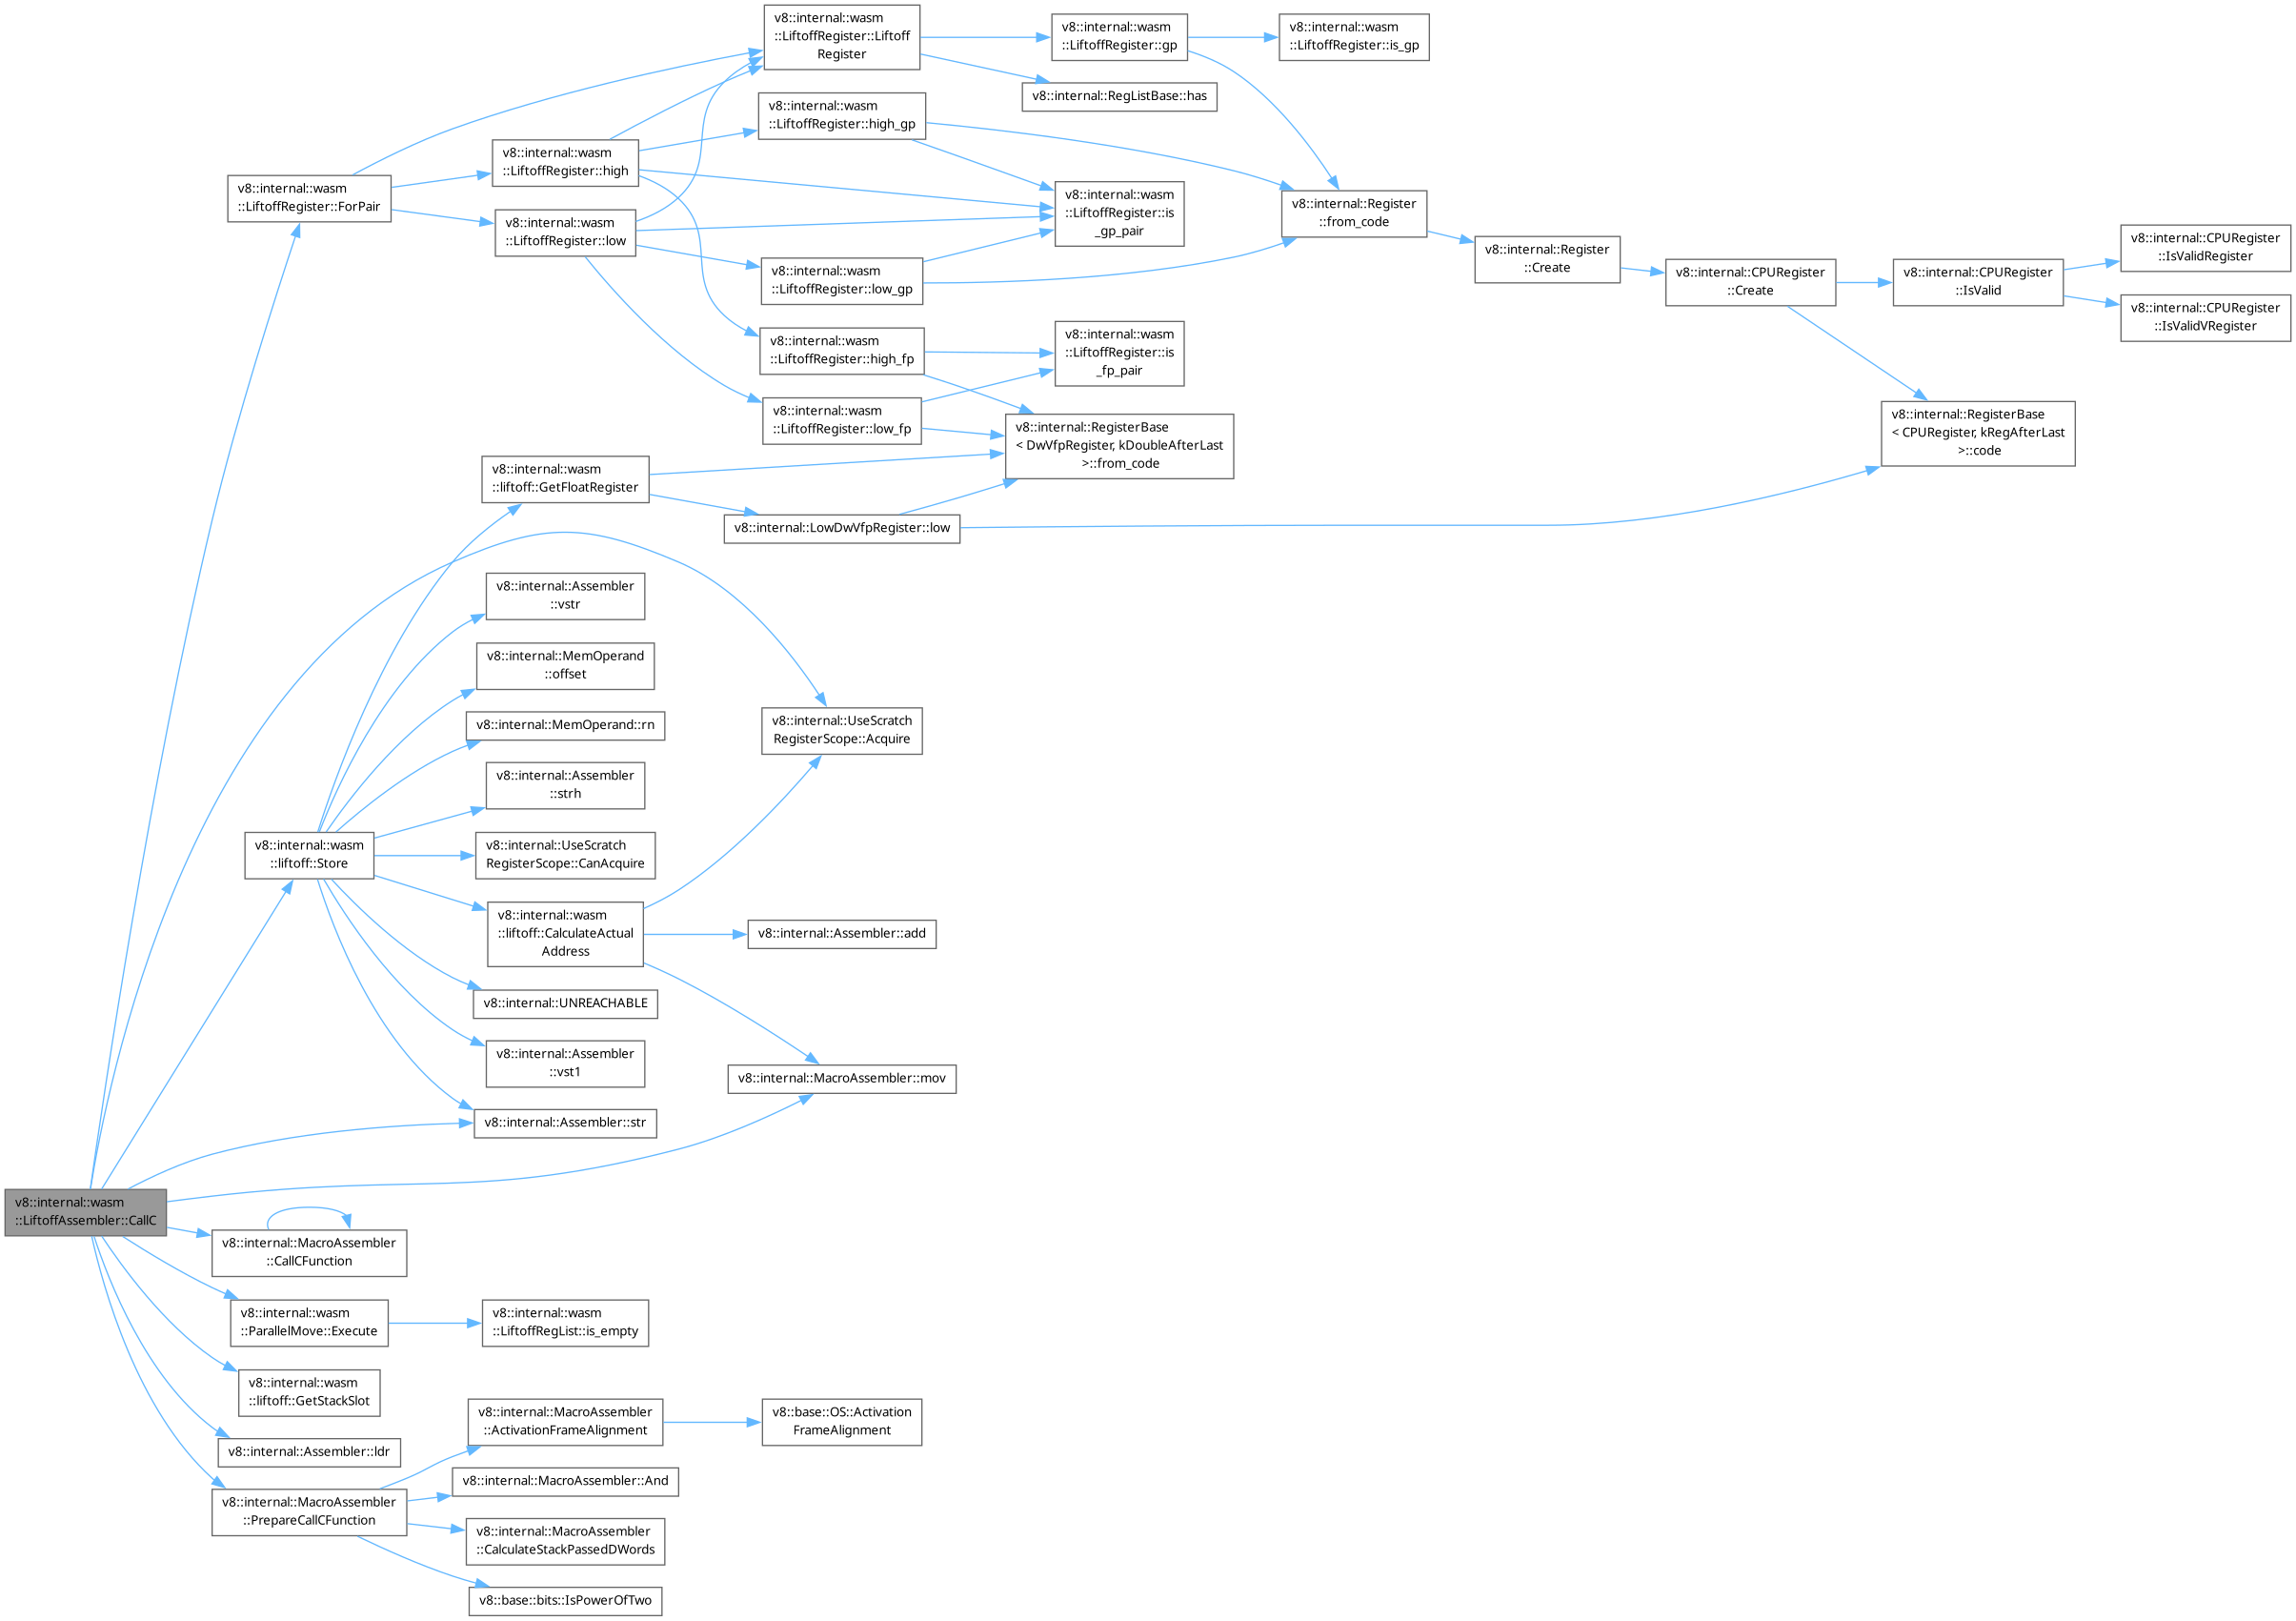 v8::internal::wasm
::LiftoffRegister::Liftoff
Register
v8::internal::wasm
::LiftoffRegister::gp
v8::internal::wasm
::LiftoffRegister::is_gp
v8::internal::RegListBase::has
v8::internal::wasm
::LiftoffRegister::high_gp
v8::internal::wasm
::LiftoffRegister::high
v8::internal::wasm
::LiftoffRegister::ForPair
v8::internal::wasm
::LiftoffRegister::is
_gp_pair
v8::internal::Register
::from_code
v8::internal::wasm
::LiftoffRegister::low
v8::internal::Register
::Create
v8::internal::CPURegister
::IsValidRegister
v8::internal::wasm
::LiftoffRegister::low_gp
v8::internal::CPURegister
::Create
v8::internal::CPURegister
::IsValid
v8::internal::CPURegister
::IsValidVRegister
v8::internal::wasm
::LiftoffRegister::high_fp
v8::internal::wasm
::LiftoffRegister::is
_fp_pair
v8::internal::wasm
::LiftoffRegister::low_fp
v8::internal::RegisterBase
< DwVfpRegister, kDoubleAfterLast
>::from_code
v8::internal::RegisterBase
< CPURegister, kRegAfterLast
>::code
v8::internal::wasm
::liftoff::GetFloatRegister
v8::internal::LowDwVfpRegister::low
v8::internal::Assembler
::vstr
v8::internal::MemOperand
::offset
v8::internal::MemOperand::rn
v8::internal::UseScratch
RegisterScope::Acquire
v8::internal::Assembler
::strh
v8::internal::wasm
::liftoff::Store
v8::internal::UseScratch
RegisterScope::CanAcquire
v8::internal::wasm
::liftoff::CalculateActual
Address
v8::internal::Assembler::add
v8::internal::UNREACHABLE
v8::internal::Assembler
::vst1
v8::internal::MacroAssembler::mov
v8::internal::Assembler::str
v8::internal::wasm
::LiftoffAssembler::CallC
v8::internal::MacroAssembler
::CallCFunction
v8::internal::wasm
::ParallelMove::Execute
v8::internal::wasm
::LiftoffRegList::is_empty
v8::internal::wasm
::liftoff::GetStackSlot
v8::internal::MacroAssembler
::ActivationFrameAlignment
v8::base::OS::Activation
FrameAlignment
v8::internal::Assembler::ldr
v8::internal::MacroAssembler::And
v8::internal::MacroAssembler
::PrepareCallCFunction
v8::internal::MacroAssembler
::CalculateStackPassedDWords
v8::base::bits::IsPowerOfTwo